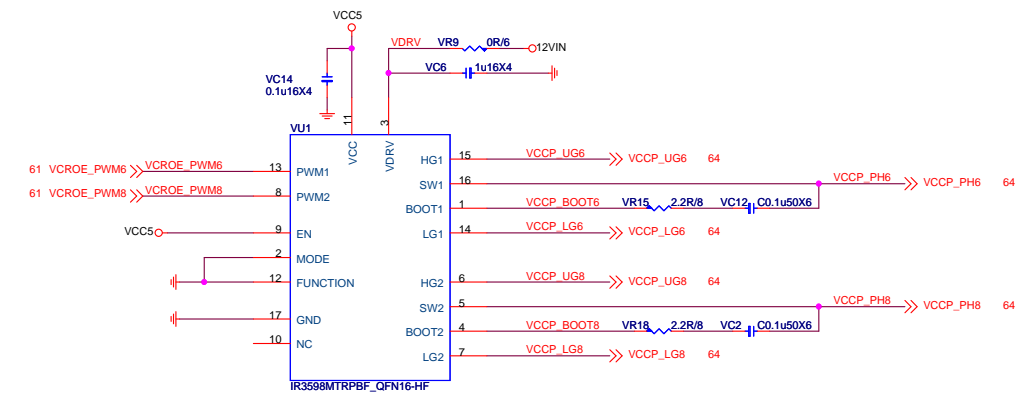 VCC5
VDRV VR9 0R/6 12VIN
VC6 1u16X4
VC14
0.1u16X4
VU1
11 3
VCC VDRV
61 VCROE_PWM6 VCROE_PWM6 13 PWM1
61 VCROE_PWM8 VCROE_PWM8 8 PWM2
VCC5 9 EN
2 MODE
12 FUNCTION
17 GND
10 NC
HG1 15 VCCP_UG6 VCCP_UG6 64
SW1 16 VCCP_PH6 VCCP_PH6 64
BOOT1 1 VCCP_BOOT6 VR15 2.2R/8 VC12 C0.1u50X6
LG1 14 VCCP_LG6 VCCP_LG6 64
HG2 6 VCCP_UG8 VCCP_UG8 64
SW2 5 VCCP_PH8 VCCP_PH8 64
BOOT2 4 VCCP_BOOT8 VR18 2.2R/8 VC2 C0.1u50X6
LG2 7 VCCP_LG8 VCCP_LG8 64
IR3598MTRPBF_QFN16-HF